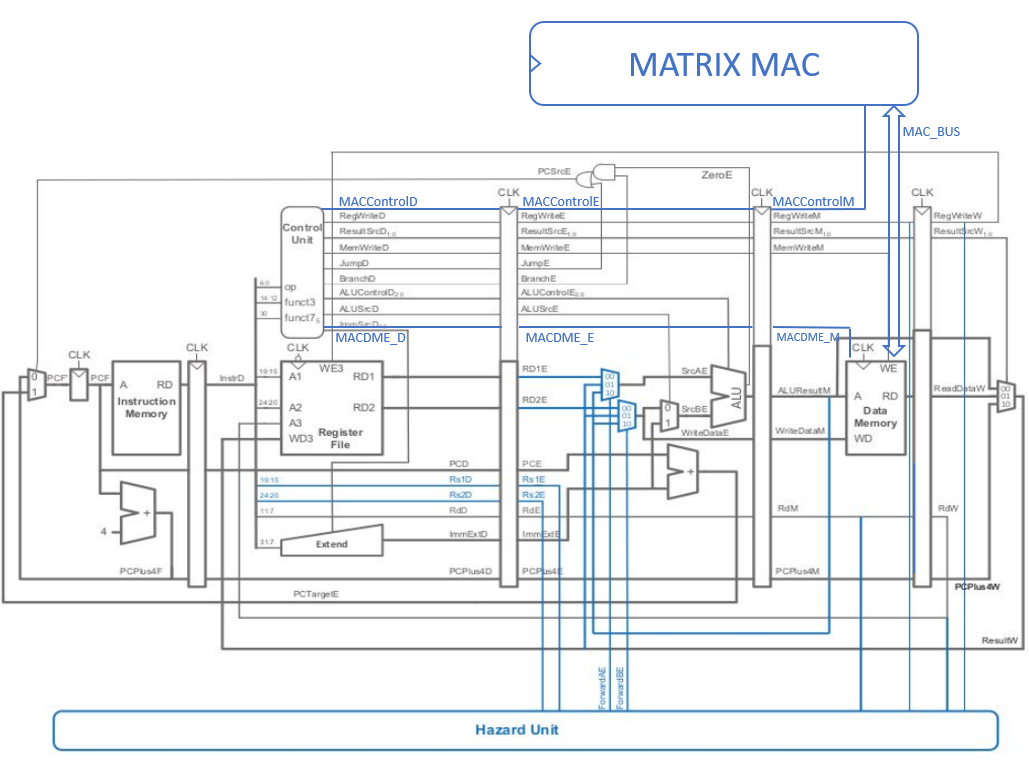 MATRIX MAC
MAC_BUS
PCSrcE
ZeroE
CLK
CLK
CLK
MACControlD
MACControlE
MACControlM
RegWriteD
RegWriteE
RegWriteM
RegWriteW
Control
Unit
ResultSrcD1:0
ResultSrcE1:0
ResultSrcM1:0
ResultSrcW1:0
MemWriteD
MemWriteE
MemWriteM
JumpD
JumpE
BranchD
BranchE
6:0
op
ALUControlD2:0
ALUControlE2:0
14:12
funct3
ALUSrcD
ALUSrcE
30
funct75
ImmSrcD1:0
MACDME_D
MACDME_E
MACDME_M
CLK
CLK
CLK
CLK
0
1
PCF'
PCF
A
RD
Instruction
Memory
InstrD
19:15
A1
WE3
RD1
RD1E
00
01
10
SrcAE
ALU
ALUResultM
WE
A
RD
Data
Memory
WD
ReadDataW
00
01
10
24:20
A2
RD2
RD2E
00
01
10
0
1
SrcBE
A3
WD3
Register
File
WriteDataE
WriteDataM
PCD
PCE
+
19:15
Rs1D
Rs1E
24:20
Rs2D
Rs2E
11:7
RdD
RdE
RdM
RdW
+
4
31:7
Extend
ImmExtD
ImmExtE
PCPlus4F
PCPlus4D
PCPlus4E
PCPlus4M
PCPlus4W
PCTargetE
ResultW
ForwardAE
ForwardBE
Hazard Unit